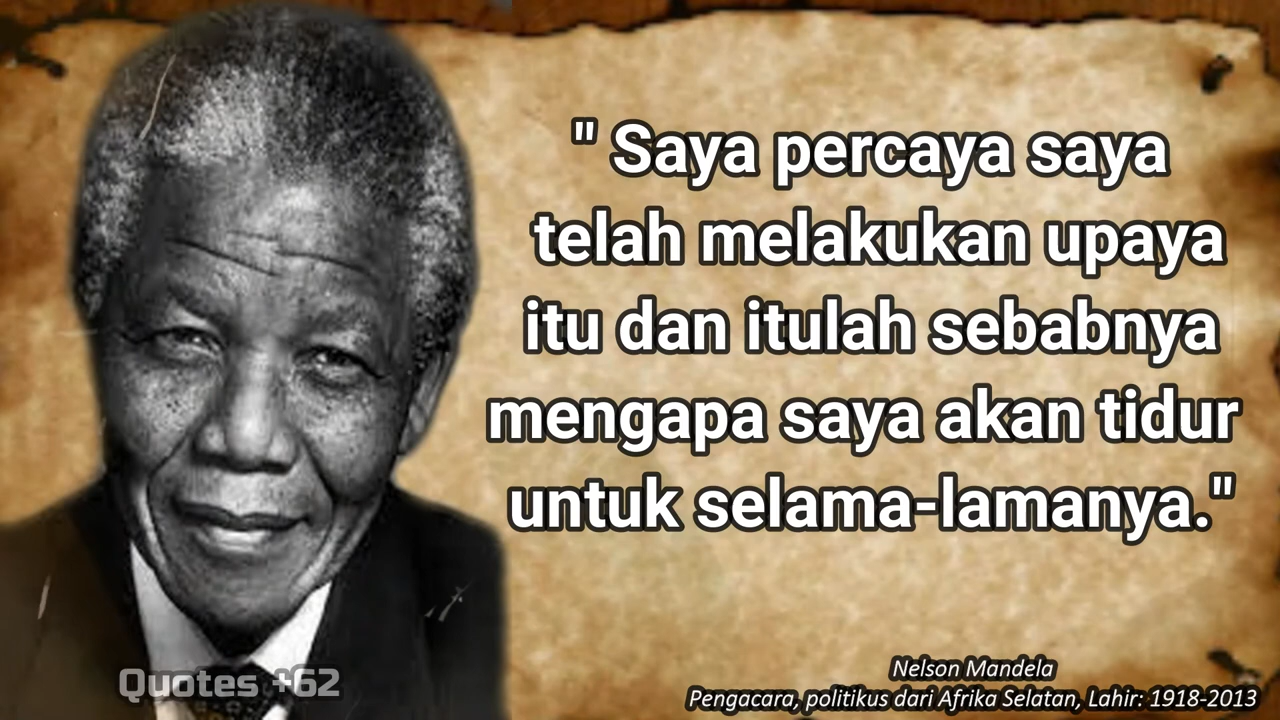 " Saya percaya saya
telah melakukan upaya
itu dan itulah sebabnya
mengapa saya akan tidur
untuk selama-lamanya."
Nelson Mandela
Pengacara, politikus dari Afrika Selatan, Lahir: 1918-2013
Quotes +62